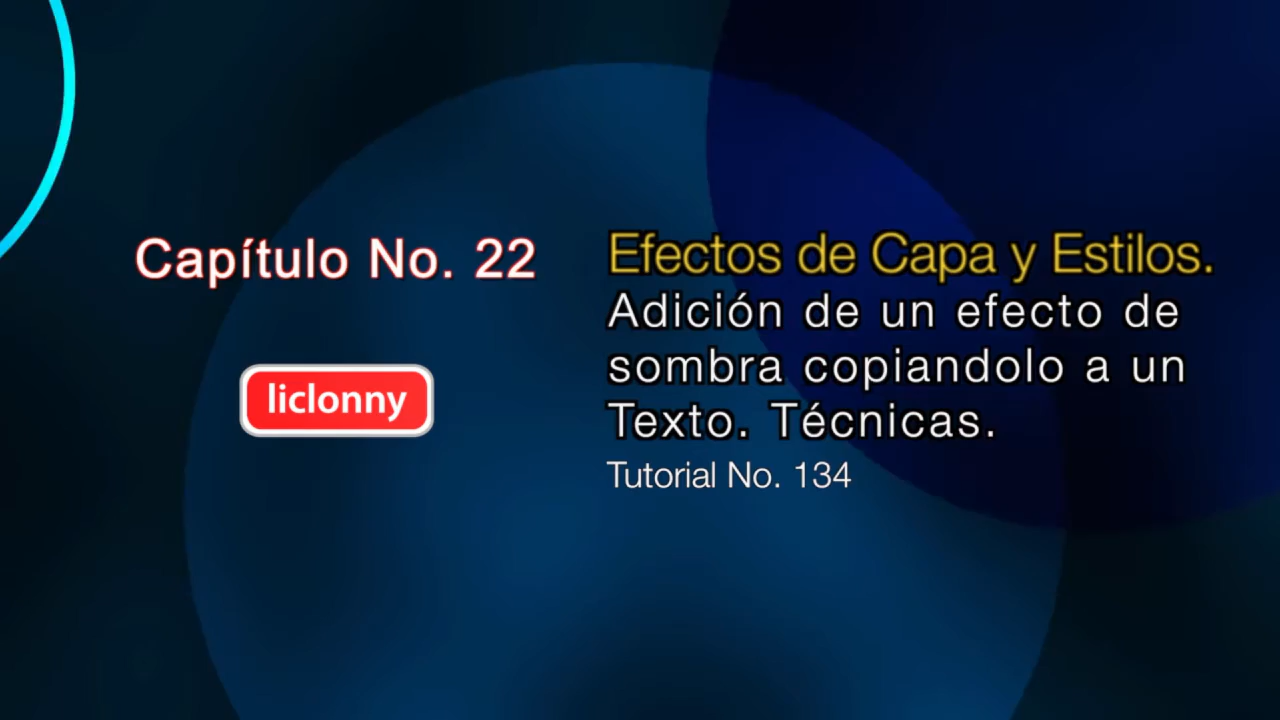 Capítulo No. 22
liclonny
Efectos de Capa y Estilos.
Adición de un efecto de
sombra copiandolo a un
Texto. Técnicas.
Tutorial No. 134